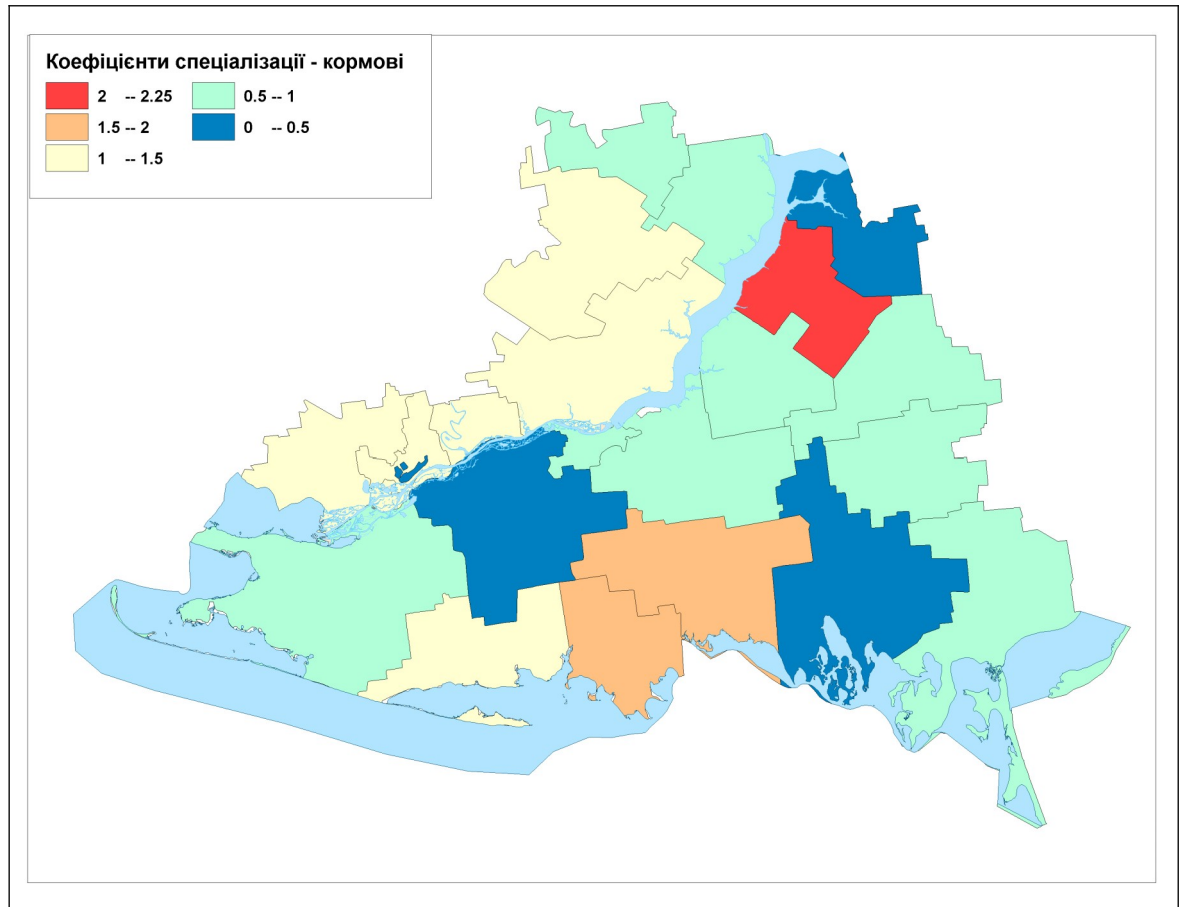 Коефіцієнти спеціалізації - кормові
2 -- 2.25
0.5 -- 1
1.5 -- 2
0 -- 0.5
1 -- 1.5